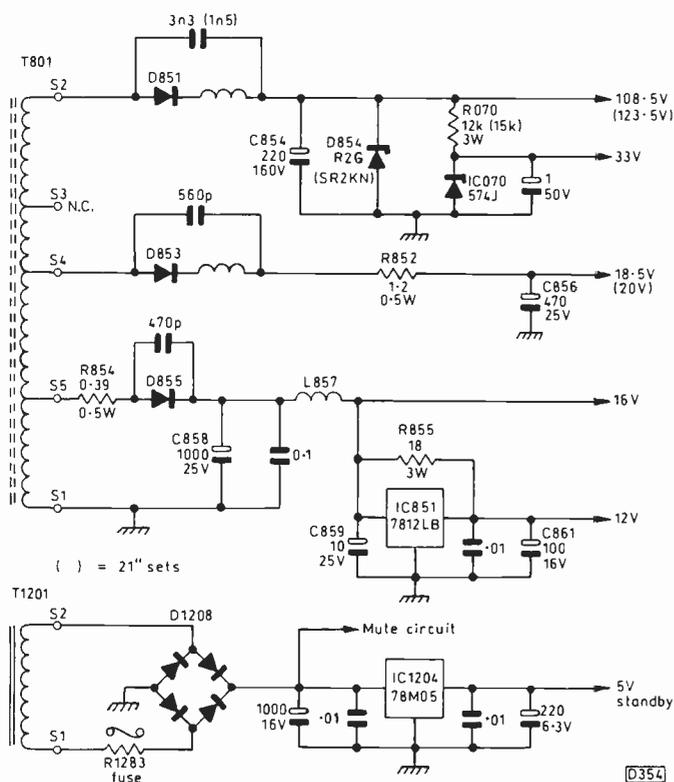 3n3 (1n5)
T801
S2
D851
108·5V
(123·5V)
C854
220
160V
D854
R2G
(SR2KN)
R070
12k (15k)
3W
33V
IC070
574J
1
50V
S3
N.C.
560p
S4
D853
R852
1·2
0·5W
18·5V
(20V)
C856
470
25V
470p
S5
R854
0·39
0·5W
D855
L857
16V
C858
1000
25V
0·1
R855
18
3W
IC851
7812LB
12V
C859
10
25V
·01
C861
100
16V
S1
( ) = 21" sets
T1201
S2
D1208
Mute circuit
IC1204
78M05
5V
standby
1000
16V
·01
·01
220
6·3V
S1
R1283
fuse
D354